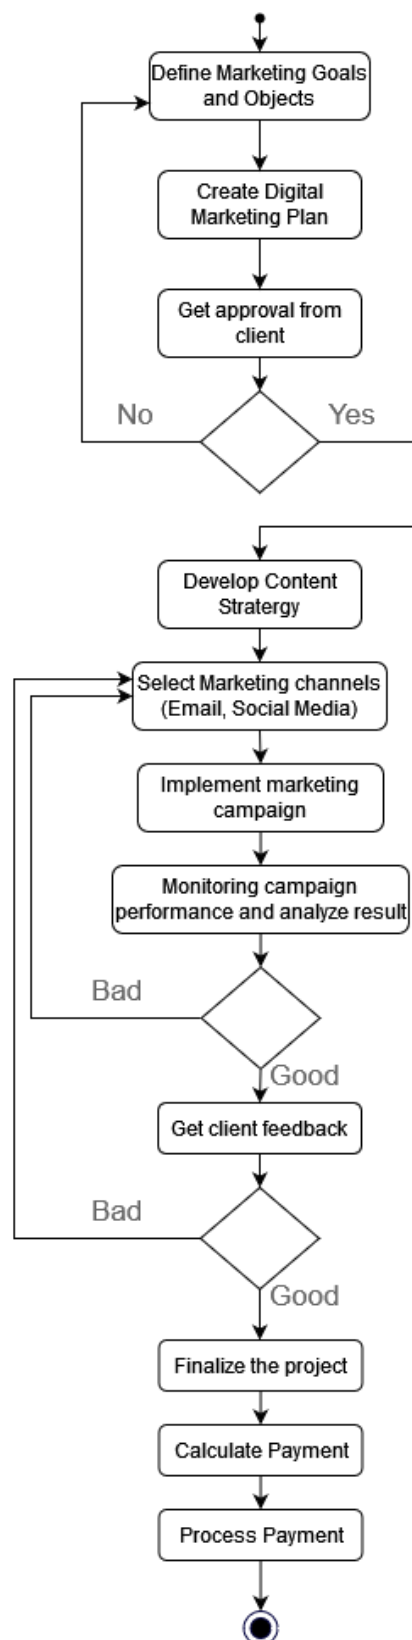 Define Marketing Goals
and Objects
Create Digital
Marketing Plan
Get approval from
client
No
Yes
Develop Content
Stratergy
Select Marketing channels
(Email, Social Media)
Implement marketing
campaign
Monitoring campaign
performance and analyze result
Bad
Good
Get client feedback
Bad
Good
Finalize the project
Calculate Payment
Process Payment